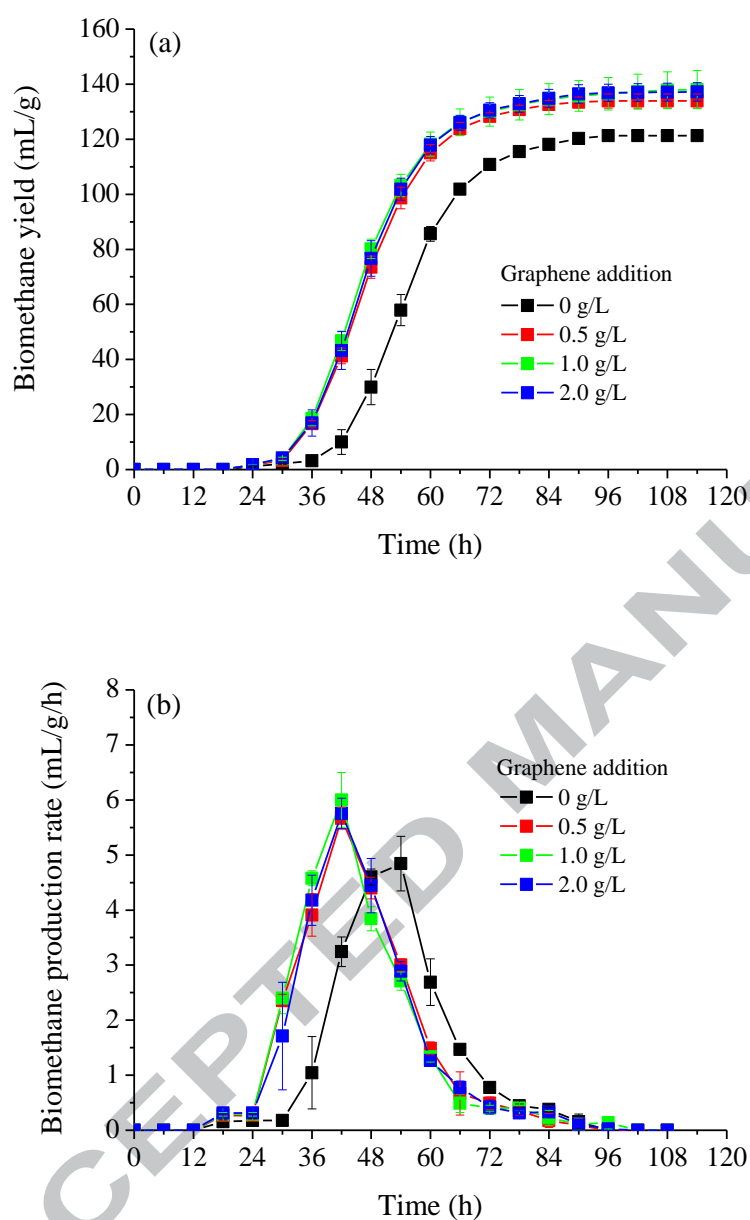 (a)
160
140
120
100
80
60
40
20
0
Biomethane yield (mL/g)
Graphene addition
0 g/L
0.5 g/L
1.0 g/L
2.0 g/L
0 12 24 36 48 60 72 84 96 108 120
Time (h)
(b)
8
7
6
5
4
3
2
1
0
Biomethane production rate (mL/g/h)
Graphene addition
0 g/L
0.5 g/L
1.0 g/L
2.0 g/L
0 12 24 36 48 60 72 84 96 108 120
Time (h)
CEPTED MANU